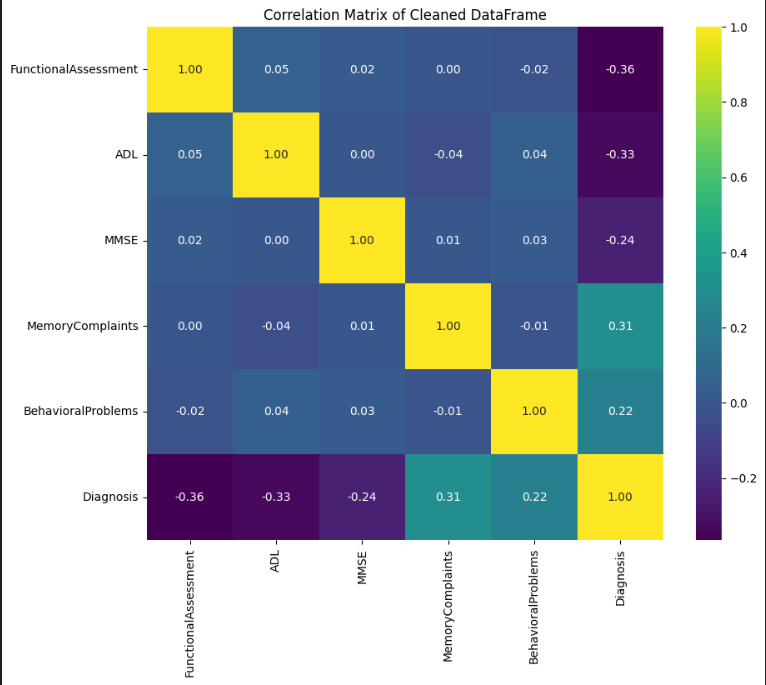 Correlation Matrix of Cleaned DataFrame
FunctionalAssessment 1.00 0.05 0.02 0.00 -0.02 -0.36
ADL 0.05 1.00 0.00 -0.04 0.04 -0.33
MMSE 0.02 0.00 1.00 0.01 0.03 -0.24
MemoryComplaints 0.00 -0.04 0.01 1.00 -0.01 0.31
BehavioralProblems -0.02 0.04 0.03 -0.01 1.00 0.22
Diagnosis -0.36 -0.33 -0.24 0.31 0.22 1.00
FunctionalAssessment
ADL
MMSE
MemoryComplaints
BehavioralProblems
Diagnosis
1.0
0.8
0.6
0.4
0.2
0.0
−0.2